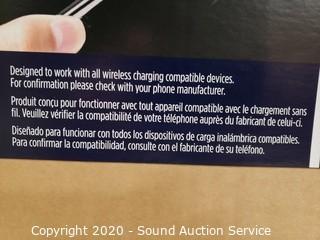 Designed to work with all wireless charging compatible devices.
For confirmation please check with your phone manufacturer.
Produit conçu pour fonctionner avec tout appareil compatible avec le chargement sans
fil. Veuillez vérifier la compatibilité de votre téléphone auprès du fabricant de celui-ci.
Diseñado para funcionar con todos los dispositivos de carga inalámbrica compatibles.
Para confirmar la compatibilidad, consulte con el fabricante de su teléfono.
Copyright 2020 - Sound Auction Service